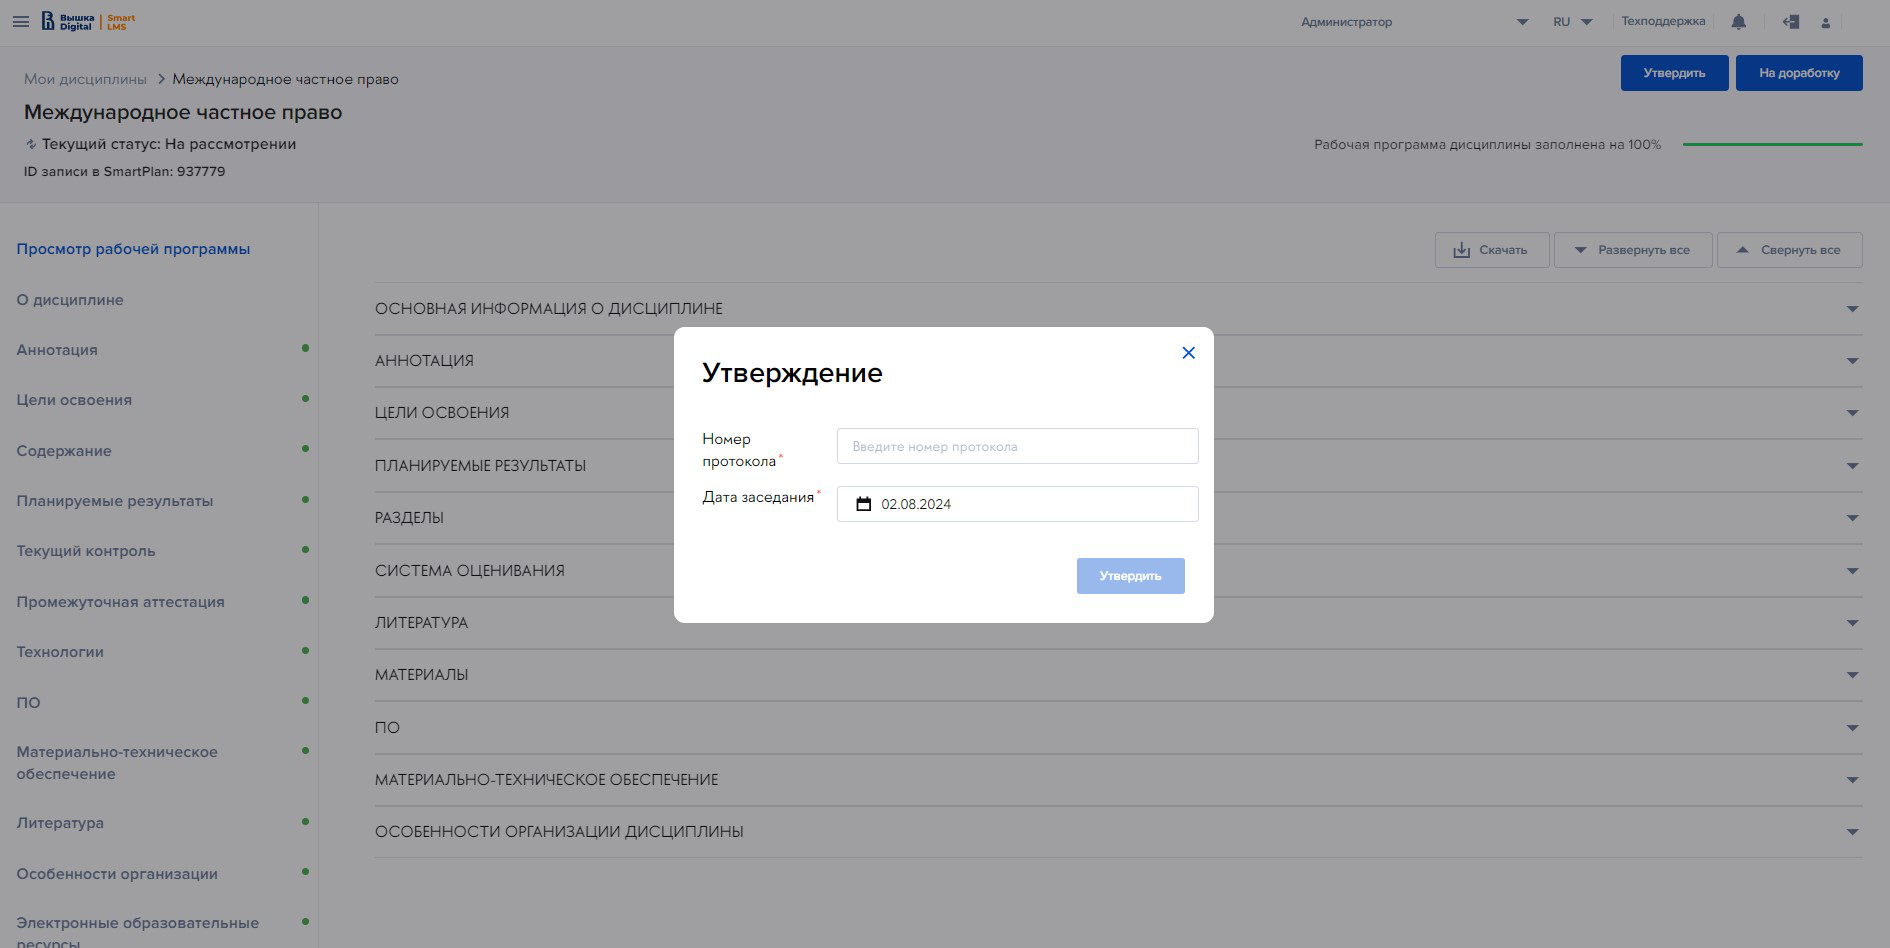 Вышка Digital | Smart LMS
Администратор
RU
Техподдержка
Мои дисциплины > Международное частное право
Утвердить
На доработку
Международное частное право
Текущий статус: На рассмотрении
Рабочая программа дисциплины заполнена на 100%
ID записи в SmartPlan: 937779
Просмотр рабочей программы
О дисциплине
Аннотация
Цели освоения
Содержание
Планируемые результаты
Текущий контроль
Промежуточная аттестация
Технологии
ПО
Материально-техническое
обеспечение
Литература
Особенности организации
Электронные образовательные
ресурсы
Скачать
Развернуть все
Свернуть все
ОСНОВНАЯ ИНФОРМАЦИЯ О ДИСЦИПЛИНЕ
АННОТАЦИЯ
ЦЕЛИ ОСВОЕНИЯ
ПЛАНИРУЕМЫЕ РЕЗУЛЬТАТЫ
РАЗДЕЛЫ
СИСТЕМА ОЦЕНИВАНИЯ
ЛИТЕРАТУРА
МАТЕРИАЛЫ
ПО
МАТЕРИАЛЬНО-ТЕХНИЧЕСКОЕ ОБЕСПЕЧЕНИЕ
ОСОБЕННОСТИ ОРГАНИЗАЦИИ ДИСЦИПЛИНЫ
Утверждение
Номер
протокола*
Введите номер протокола
Дата заседания*
02.08.2024
Утвердить